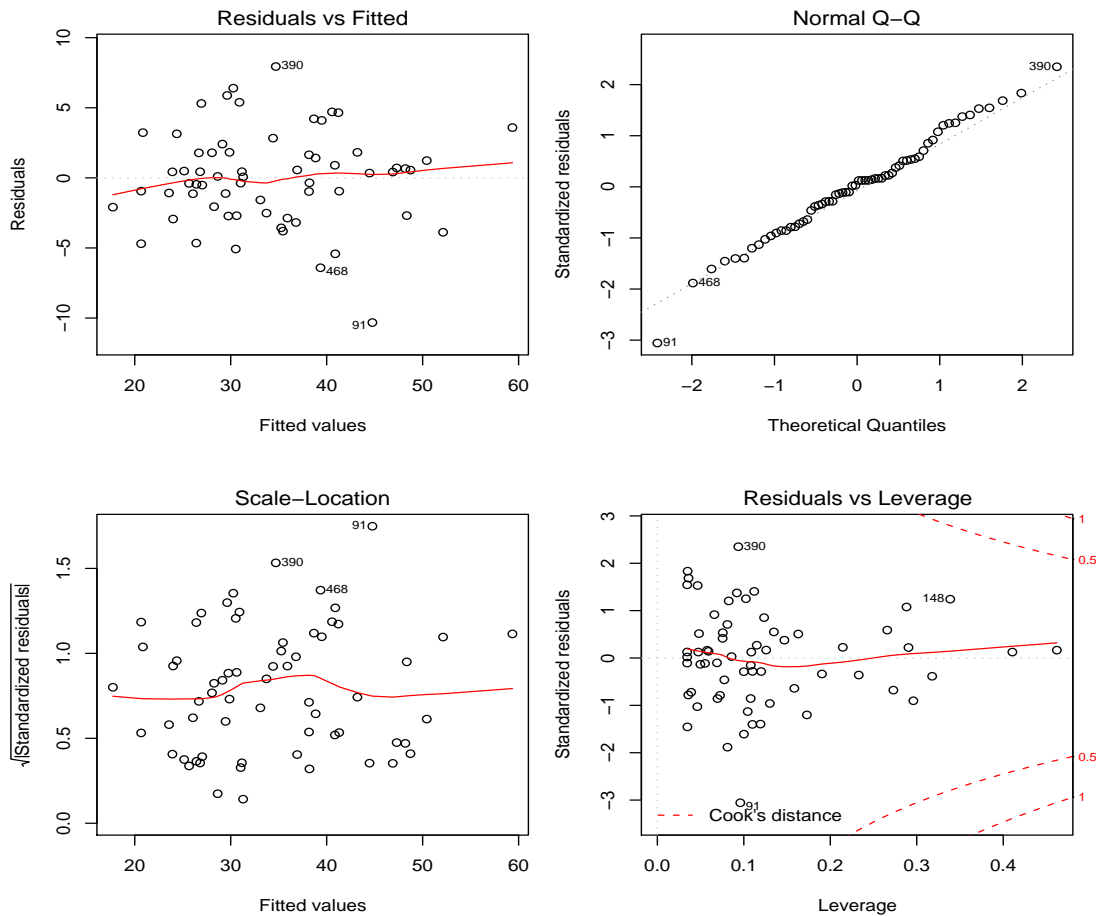 Residuals vs Fitted
10
5
0
−5
−10
Residuals
390
468
91
20 30 40 50 60
Fitted values
Normal Q−Q
2
1
0
−1
−2
−3
Standardized residuals
390
468
91
−2 −1 0 1 2
Theoretical Quantiles
Scale−Location
1.5
1.0
0.5
0.0
√|Standardized residuals|
91
390
468
20 30 40 50 60
Fitted values
Residuals vs Leverage
3
2
1
0
−1
−2
−3
Standardized residuals
390
148
91
1
0.5
0.5
1
Cook's distance
0.0 0.1 0.2 0.3 0.4
Leverage